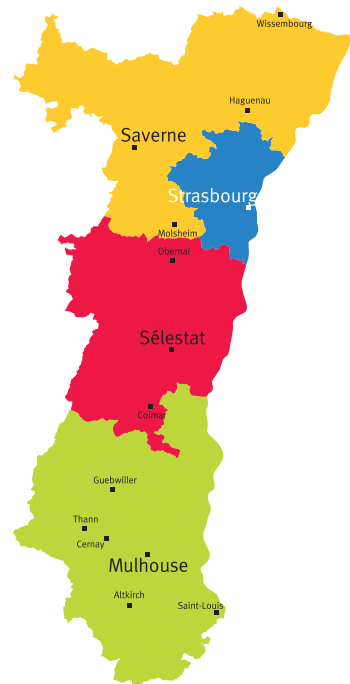 Wissembourg
Haguenau
Saverne
Strasbourg
Molsheim
Obernai
Sélestat
Colmar
Guebwiller
Thann
Cernay
Mulhouse
Altkirch
Saint-Louis